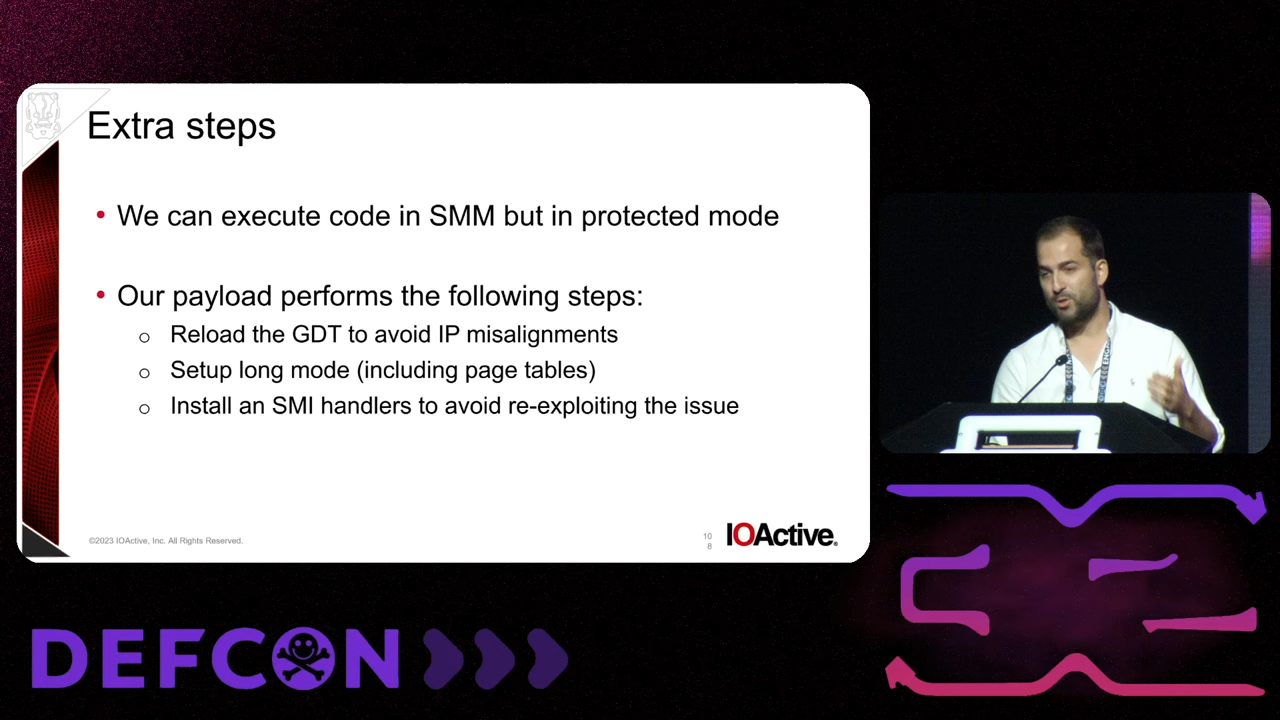 Extra steps
• We can execute code in SMM but in protected mode
• Our payload performs the following steps:
o Reload the GDT to avoid IP misalignments
o Setup long mode (including page tables)
o Install an SMI handlers to avoid re-exploiting the issue
©2023 IOActive, Inc. All Rights Reserved.
10
8
IOActive®
DEFCON